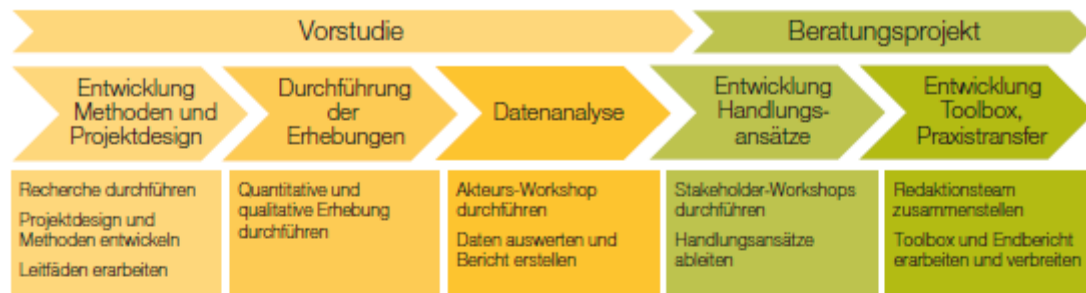 Vorstudie
Beratungsprojekt
Entwicklung
Methoden und
Projektdesign
Durchführung
der
Erhebungen
Datenanalyse
Entwicklung
Handlungs-
ansätze
Entwicklung
Toolbox,
Praxistransfer
Recherche durchführen
Projektdesign und
Methoden entwickeln
Leitfäden erarbeiten
Quantitative und
qualitative Erhebung
durchführen
Akteurs-Workshop
durchführen
Daten auswerten und
Bericht erstellen
Stakeholder-Workshops
durchführen
Handlungsansätze
ableiten
Redaktionsteam
zusammenstellen
Toolbox und Endbericht
erarbeiten und verbreiten